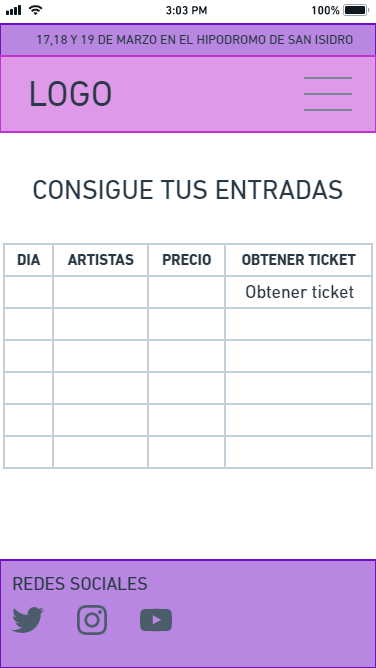 3:03 PM 100%
17,18 Y 19 DE MARZO EN EL HIPODROMO DE SAN ISIDRO
LOGO
CONSIGUE TUS ENTRADAS
DIA ARTISTAS PRECIO OBTENER TICKET
Obtener ticket
REDES SOCIALES